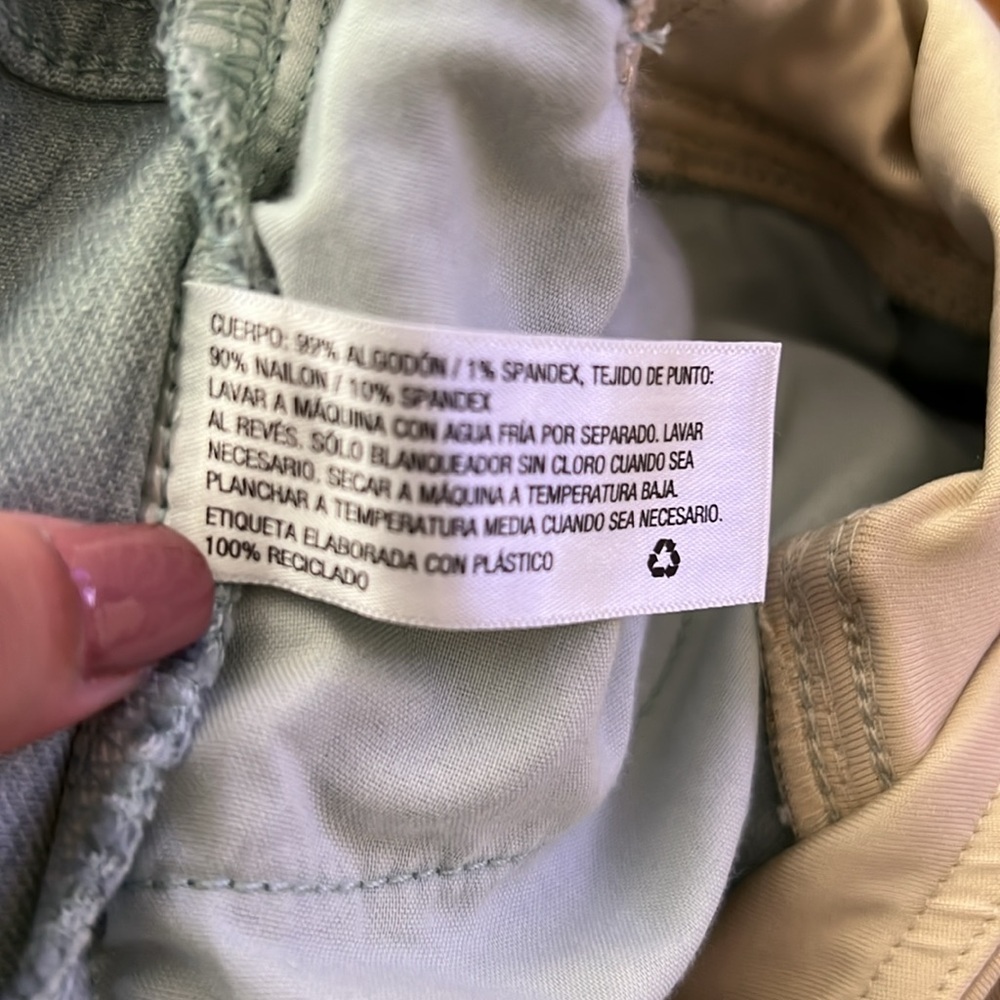 CUERPO: 99% ALGODÓN / 1% SPANDEX, TEJIDO DE PUNTO:
90% NAILON / 10% SPANDEX
LAVAR A MÁQUINA CON AGUA FRÍA POR SEPARADO. LAVAR
AL REVÉS. SÓLO BLANQUEADOR SIN CLORO CUANDO SEA
NECESARIO. SECAR A MÁQUINA A TEMPERATURA BAJA.
PLANCHAR A TEMPERATURA MEDIA CUANDO SEA NECESARIO.
ETIQUETA ELABORADA CON PLÁSTICO
100% RECICLADO